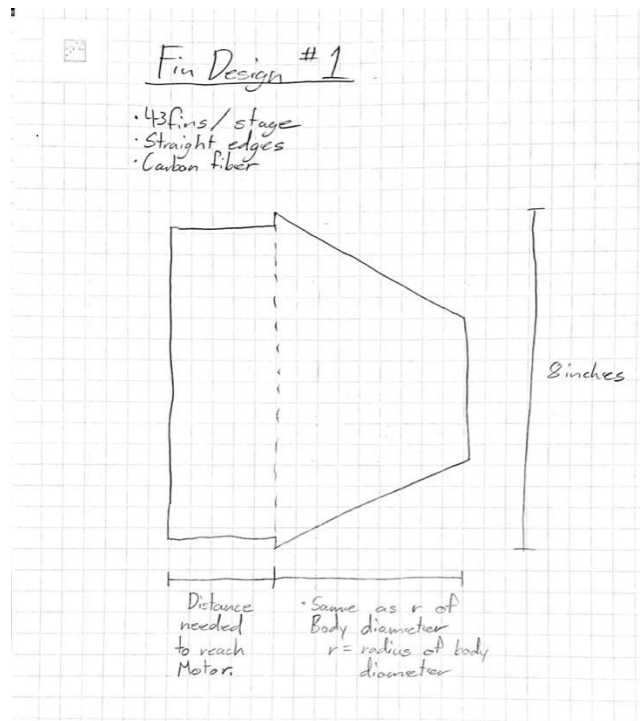 Fin Design #1
· 43fins / stage
· Straight edges
· Carbon fiber
8 inches
Distance
needed
to reach
Motor.
· Same as r of
Body diameter
r = radius of body
diameter